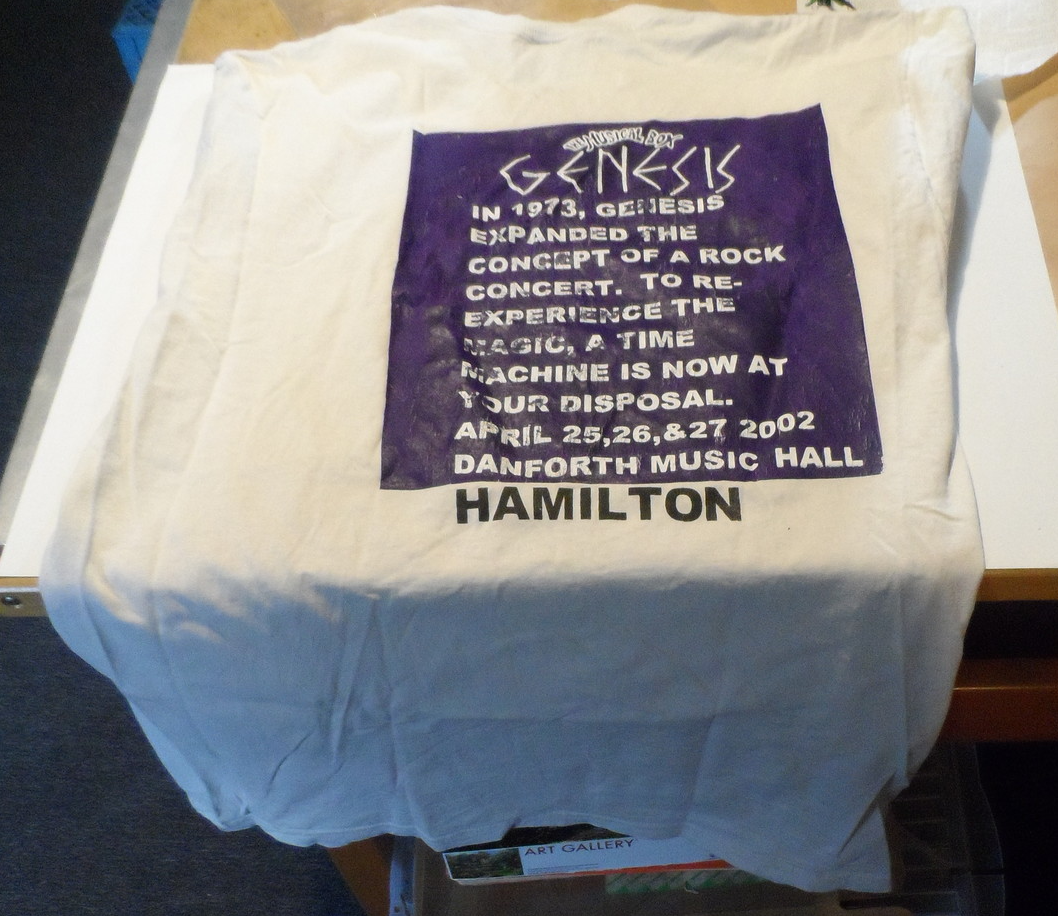 THE MUSICAL BOX
GENESIS
IN 1973, GENESIS
EXPANDED THE
CONCEPT OF A ROCK
CONCERT. TO RE-
EXPERIENCE THE
MAGIC, A TIME
MACHINE IS NOW AT
YOUR DISPOSAL.
APRIL 25,26,&27 2002
DANFORTH MUSIC HALL
HAMILTON
ART GALLERY